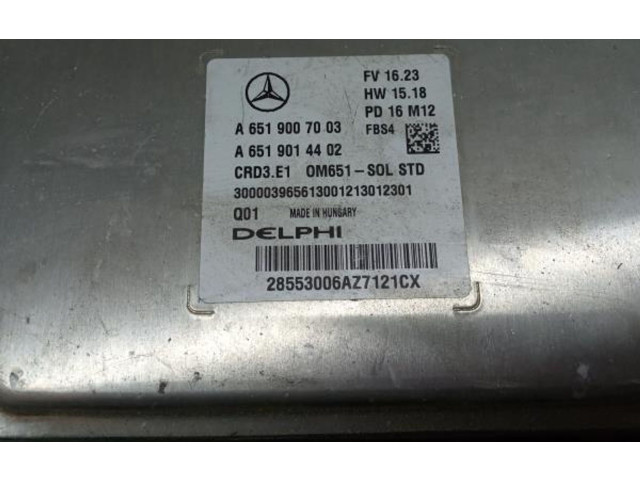 FV 16.23
HW 15.18
PD 16 M12
A 651 900 70 03
FBS4
A 651 901 44 02
CRD3.E1 OM651-SOL STD
300003965613001213012301
Q01 MADE IN HUNGARY
DELPHI
28553006AZ7121CX